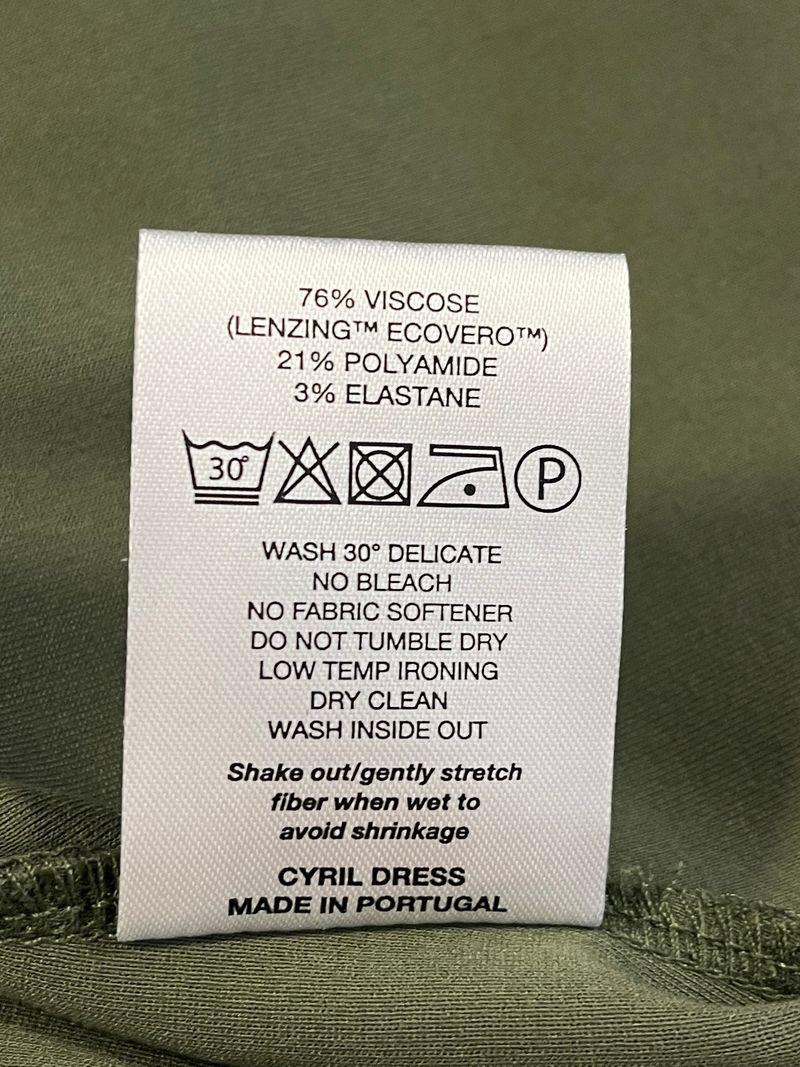 76% VISCOSE
(LENZING™ ECOVERO™)
21% POLYAMIDE
3% ELASTANE
30° P
WASH 30° DELICATE
NO BLEACH
NO FABRIC SOFTENER
DO NOT TUMBLE DRY
LOW TEMP IRONING
DRY CLEAN
WASH INSIDE OUT
Shake out/gently stretch
fiber when wet to
avoid shrinkage
CYRIL DRESS
MADE IN PORTUGAL